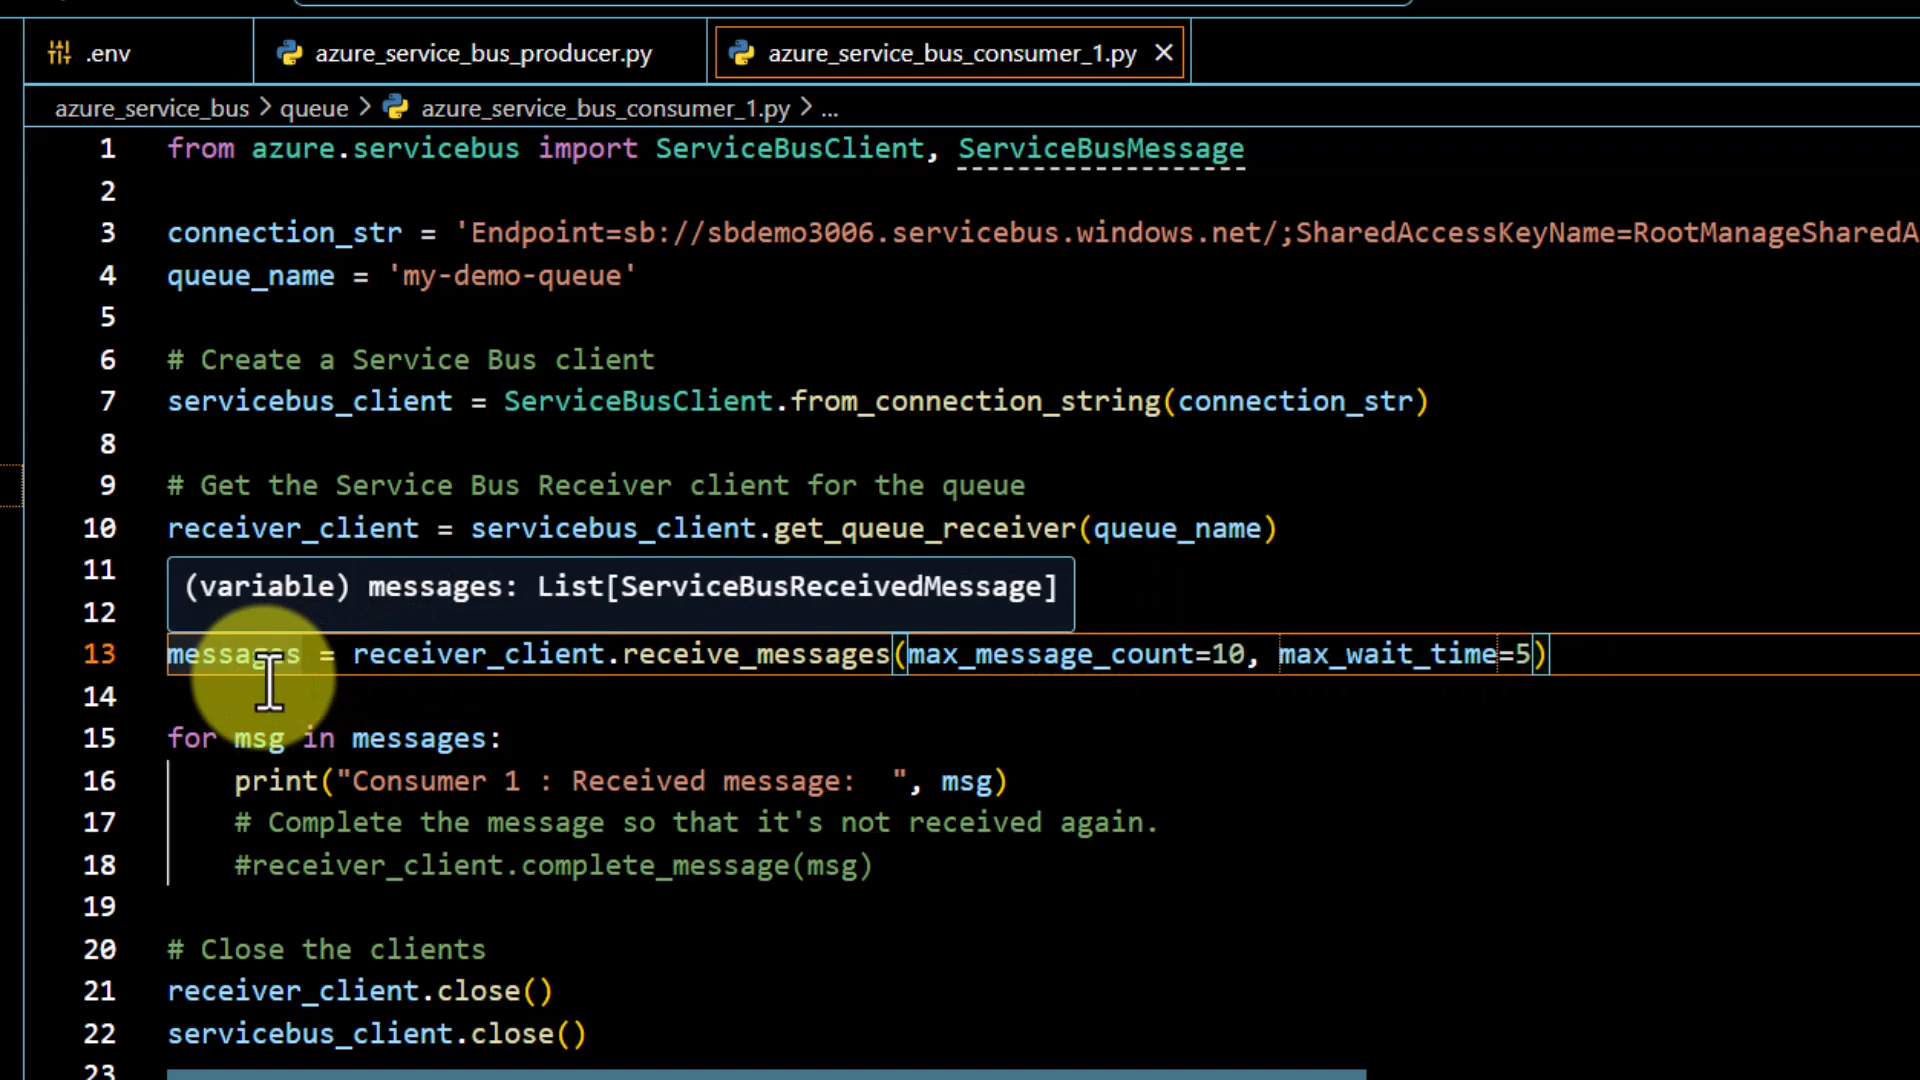 .env
azure_service_bus_producer.py
azure_service_bus_consumer_1.py
azure_service_bus > queue > azure_service_bus_consumer_1.py > ...
1 from azure.servicebus import ServiceBusClient, ServiceBusMessage
2
3 connection_str = 'Endpoint=sb://sbdemo3006.servicebus.windows.net/;SharedAccessKeyName=RootManageSharedA
4 queue_name = 'my-demo-queue'
5
6 # Create a Service Bus client
7 servicebus_client = ServiceBusClient.from_connection_string(connection_str)
8
9 # Get the Service Bus Receiver client for the queue
10 receiver_client = servicebus_client.get_queue_receiver(queue_name)
11
(variable) messages: List[ServiceBusReceivedMessage]
12
13 messages = receiver_client.receive_messages(max_message_count=10, max_wait_time=5)
14
15 for msg in messages:
16 print("Consumer 1 : Received message:  ", msg)
17 # Complete the message so that it's not received again.
18 #receiver_client.complete_message(msg)
19
20 # Close the clients
21 receiver_client.close()
22 servicebus_client.close()
23